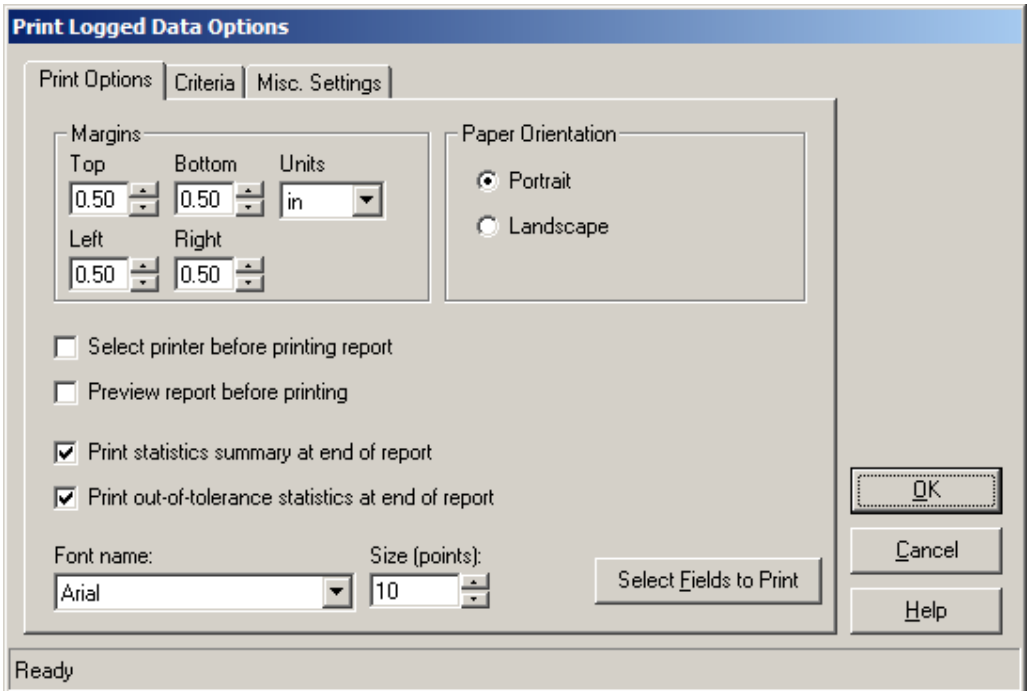 Print Logged Data Options
Print Options Criteria Misc. Settings
Margins
Top Bottom Units
0.50 0.50 in
Left Right
0.50 0.50
Paper Orientation
Portrait
Landscape
Select printer before printing report
Preview report before printing
Print statistics summary at end of report
Print out-of-tolerance statistics at end of report
Font name: Size (points):
Arial 10
Select Fields to Print
OK
Cancel
Help
Ready